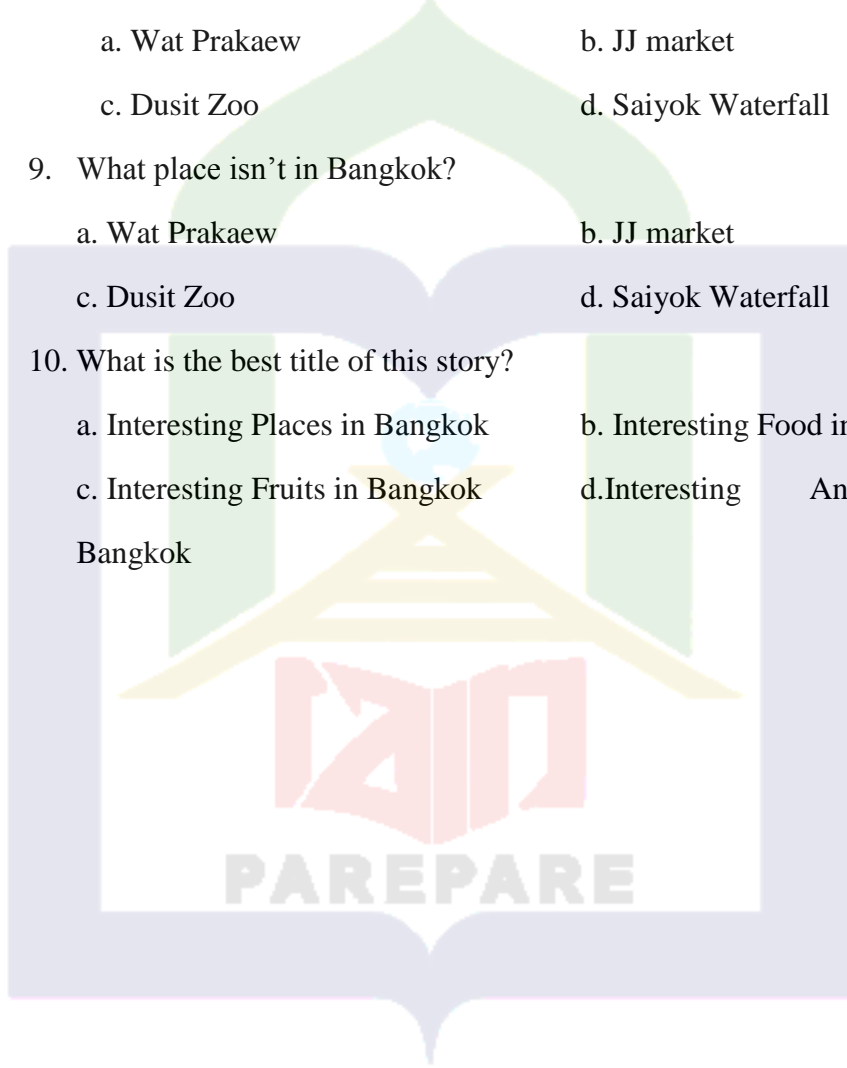 a. Wat Prakaew b. JJ market
c. Dusit Zoo d. Saiyok Waterfall
9. What place isn’t in Bangkok?
a. Wat Prakaew b. JJ market
c. Dusit Zoo d. Saiyok Waterfall
10. What is the best title of this story?
a. Interesting Places in Bangkok b. Interesting Food
c. Interesting Fruits in Bangkok d.Interesting
Bangkok
PAREPARE